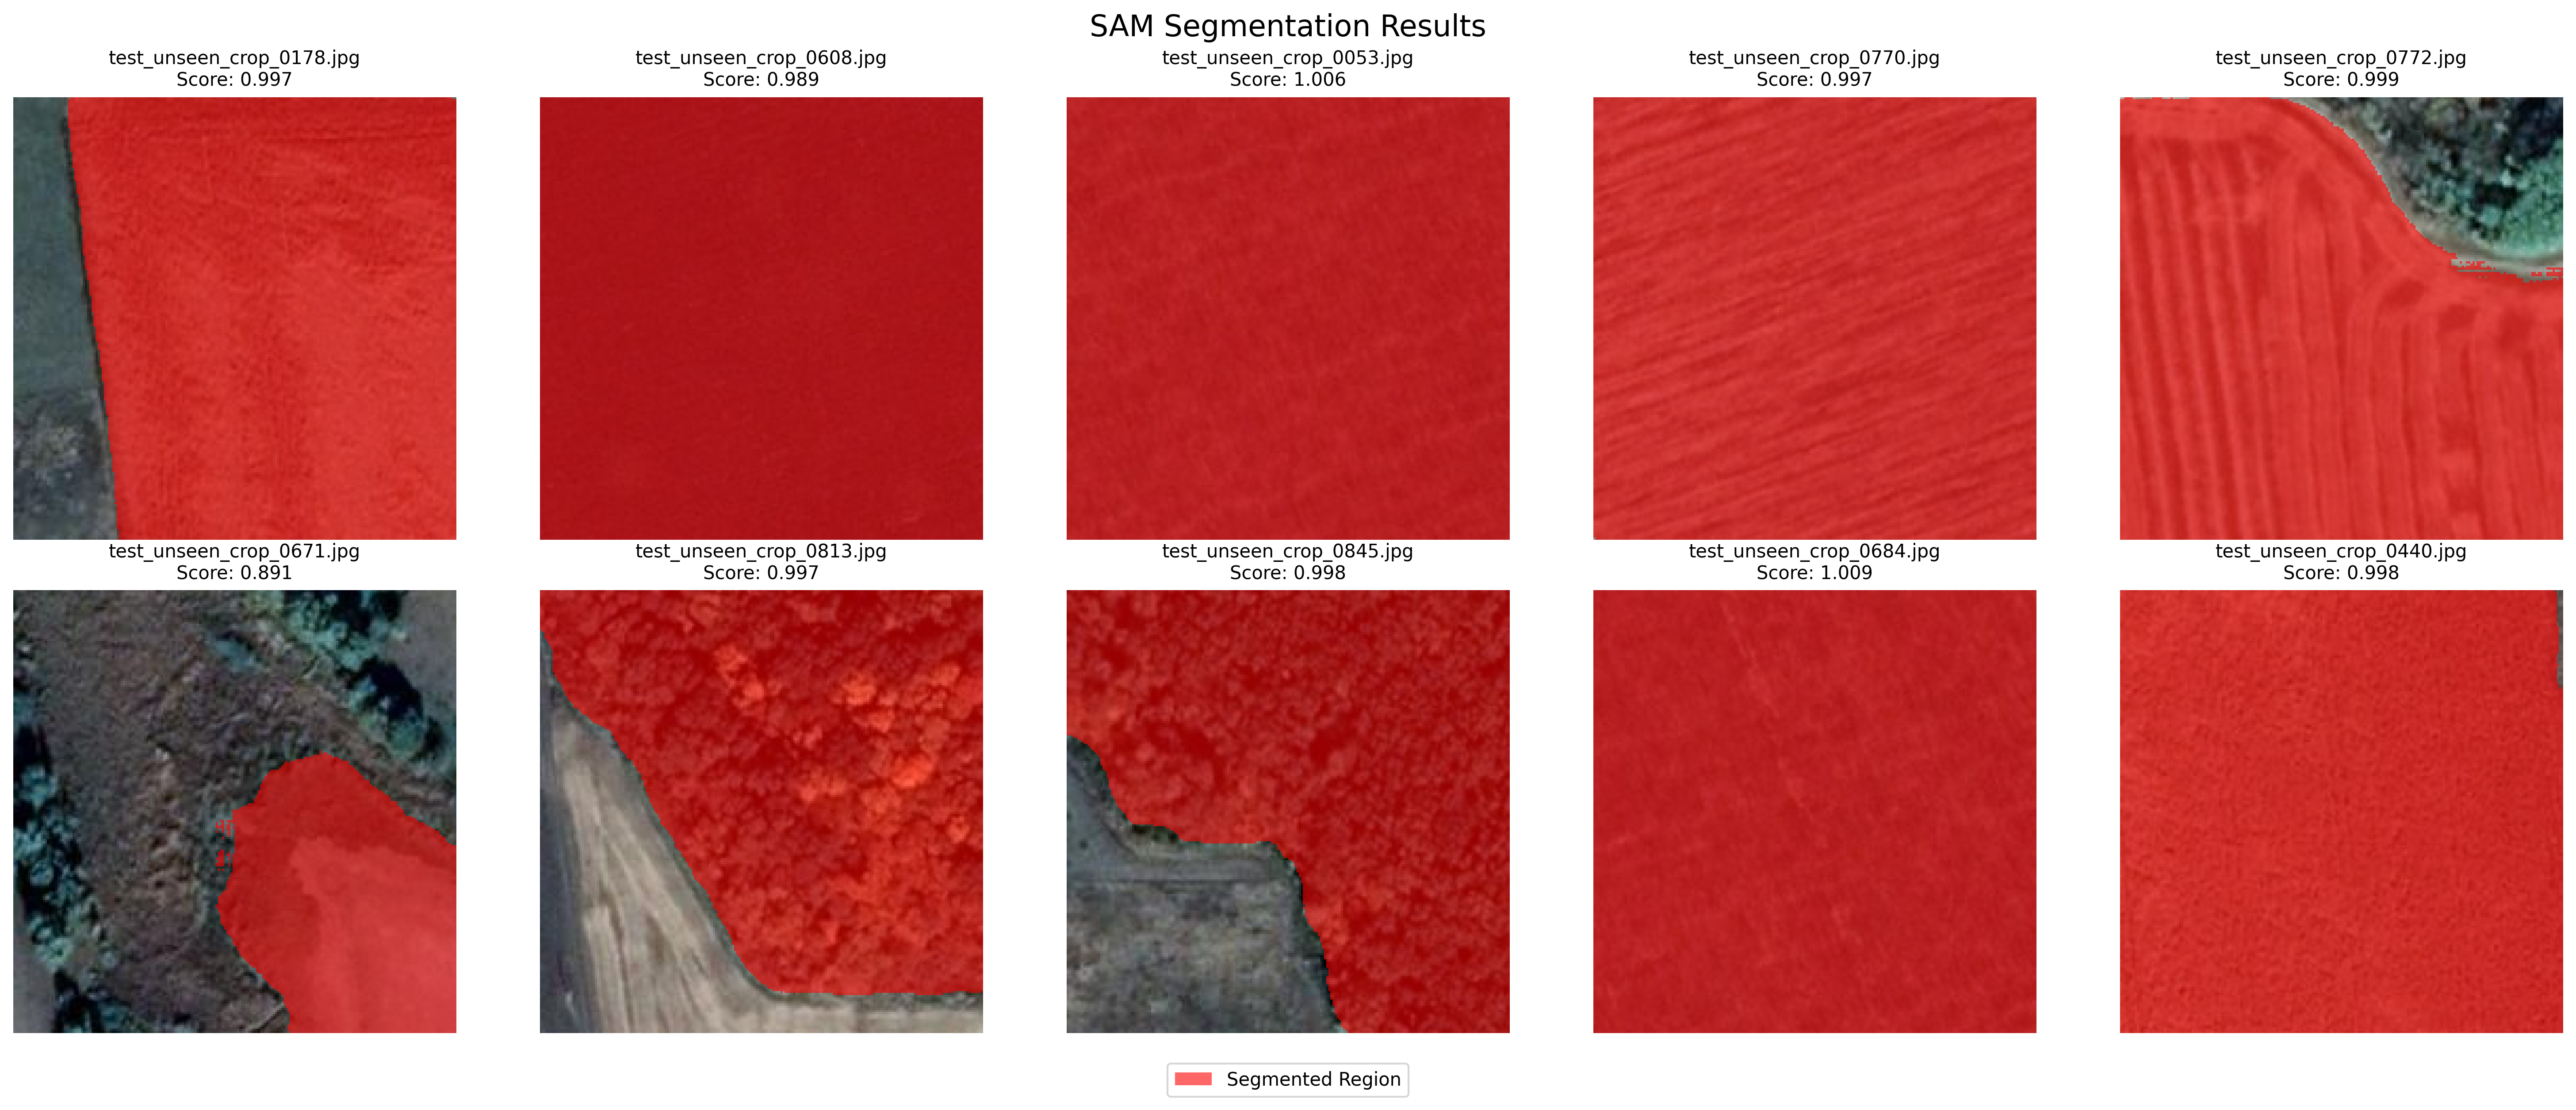 SAM Segmentation Results
test_unseen_crop_0178.jpg
Score: 0.997
test_unseen_crop_0608.jpg
Score: 0.989
test_unseen_crop_0053.jpg
Score: 1.006
test_unseen_crop_0770.jpg
Score: 0.997
test_unseen_crop_0772.jpg
Score: 0.999
test_unseen_crop_0671.jpg
Score: 0.891
test_unseen_crop_0813.jpg
Score: 0.997
test_unseen_crop_0845.jpg
Score: 0.998
test_unseen_crop_0684.jpg
Score: 1.009
test_unseen_crop_0440.jpg
Score: 0.998
Segmented Region